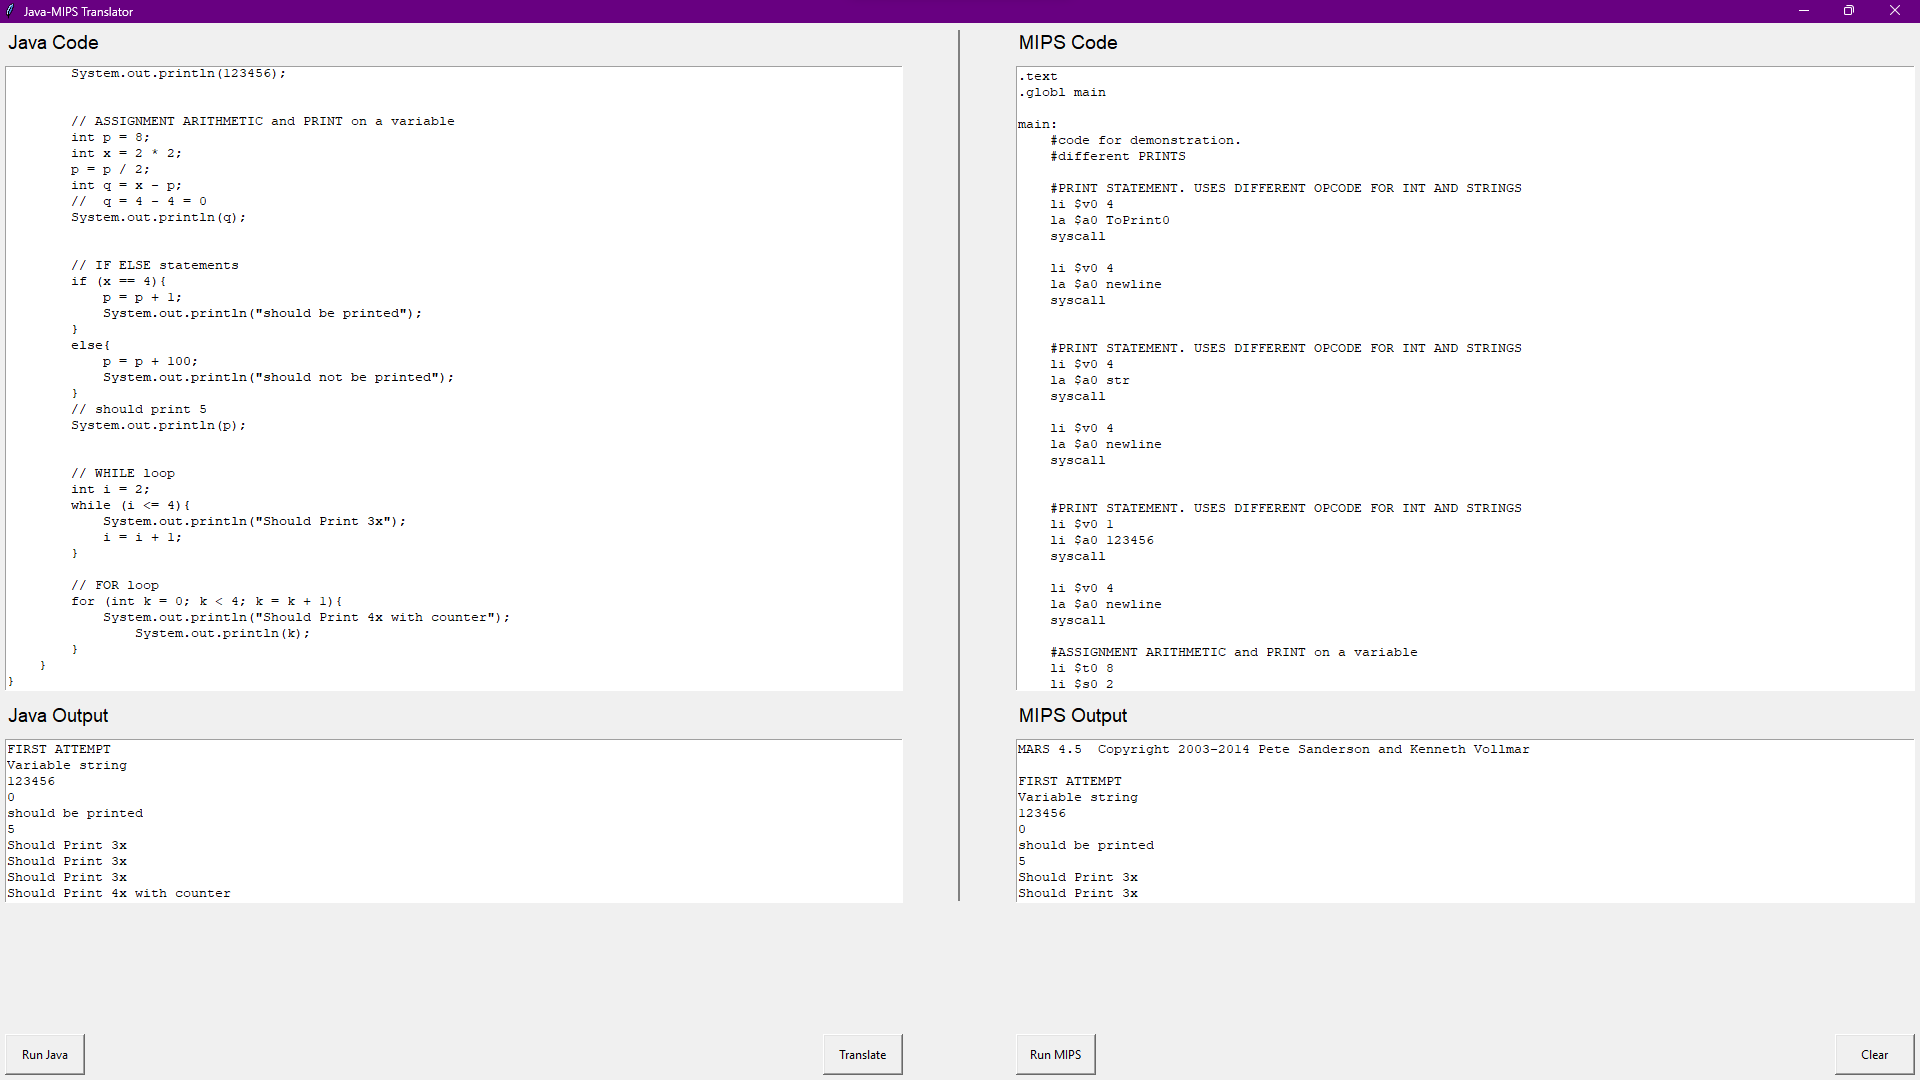 Java-MIPS Translator
Java Code
System.out.println(123456);
// ASSIGNMENT ARITHMETIC and PRINT on a variable
int p = 8;
int x = 2 * 2;
p = p / 2;
int q = x - p;
//  q = 4 - 4 = 0
System.out.println(q);
// IF ELSE statements
if (x == 4){
p = p + 1;
System.out.println("should be printed");
}
else{
p = p + 100;
System.out.println("should not be printed");
}
// should print 5
System.out.println(p);
// WHILE loop
int i = 2;
while (i <= 4){
System.out.println("Should Print 3x");
i = i + 1;
}
// FOR loop
for (int k = 0; k < 4; k = k + 1){
System.out.println("Should Print 4x with counter");
System.out.println(k);
}
}
}
Java Output
FIRST ATTEMPT
Variable string
123456
0
should be printed
5
Should Print 3x
Should Print 3x
Should Print 3x
Should Print 4x with counter
Run Java
Translate
MIPS Code
.text
.globl main
main:
#code for demonstration.
#different PRINTS
#PRINT STATEMENT. USES DIFFERENT OPCODE FOR INT AND STRINGS
li $v0 4
la $a0 ToPrint0
syscall
li $v0 4
la $a0 newline
syscall
#PRINT STATEMENT. USES DIFFERENT OPCODE FOR INT AND STRINGS
li $v0 4
la $a0 str
syscall
li $v0 4
la $a0 newline
syscall
#PRINT STATEMENT. USES DIFFERENT OPCODE FOR INT AND STRINGS
li $v0 1
li $a0 123456
syscall
li $v0 4
la $a0 newline
syscall
#ASSIGNMENT ARITHMETIC and PRINT on a variable
li $t0 8
li $s0 2
MIPS Output
MARS 4.5  Copyright 2003-2014 Pete Sanderson and Kenneth Vollmar
FIRST ATTEMPT
Variable string
123456
0
should be printed
5
Should Print 3x
Should Print 3x
Run MIPS
Clear